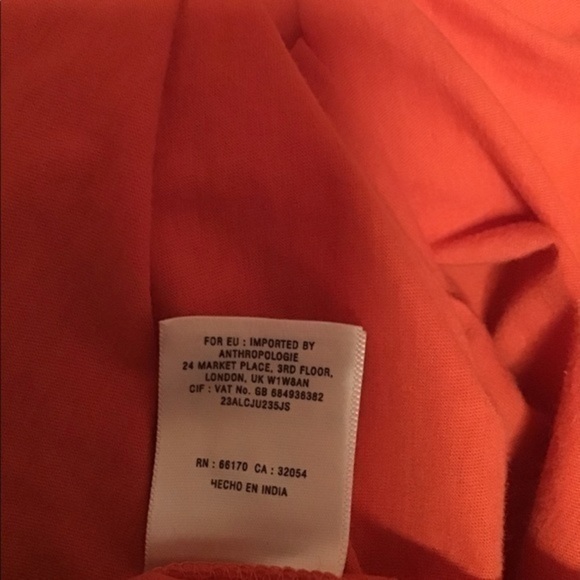 FOR EU : IMPORTED BY
ANTHROPOLOGIE
24 MARKET PLACE, 3RD FLOOR,
LONDON, UK W1W8AN
CIF : VAT No. GB 684936382
23ALCJU235JS
RN : 66170 CA : 32054
HECHO EN INDIA